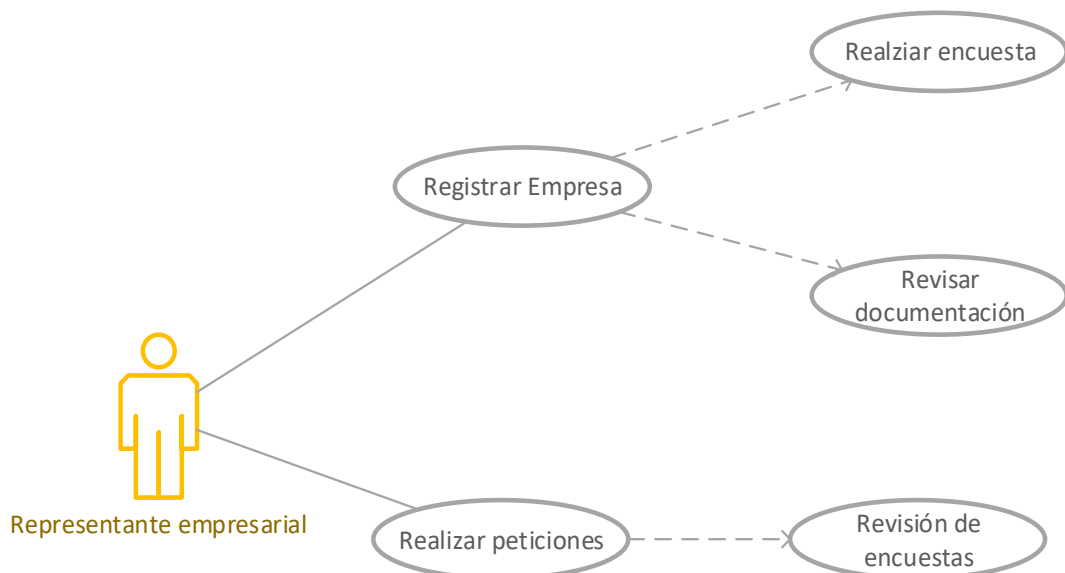 Realziar encuesta
Registrar Empresa
Revisar
documentación
Representante empresarial
Realizar peticiones
Revisión de
encuestas